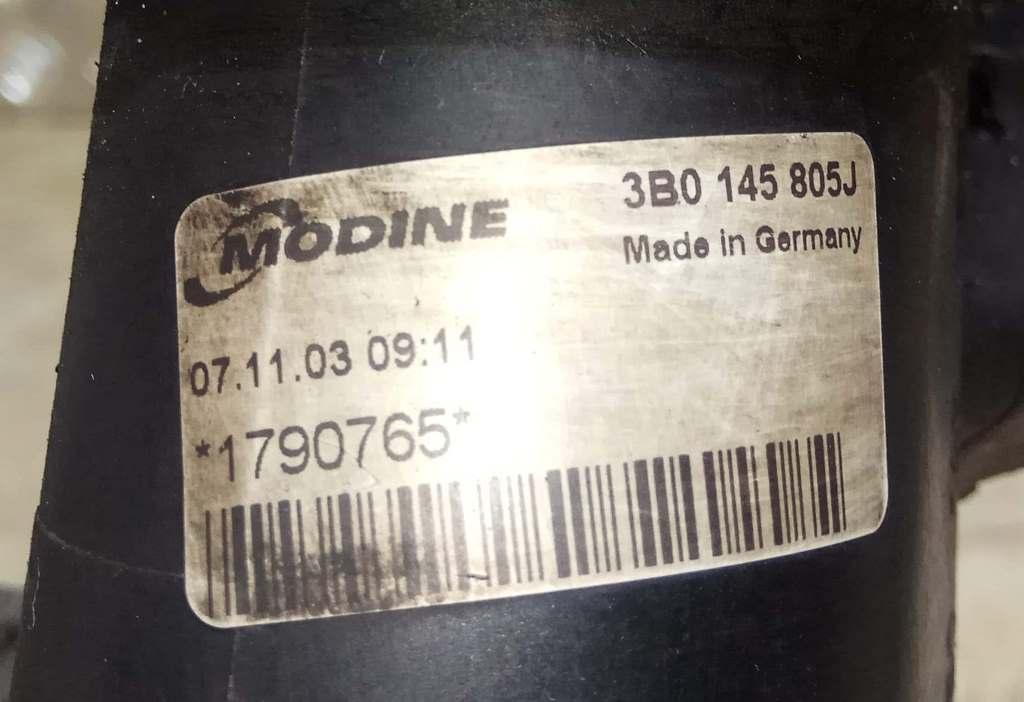 MODINE
3B0 145 805J
Made in Germany
07.11.03 09:11
*1790765*